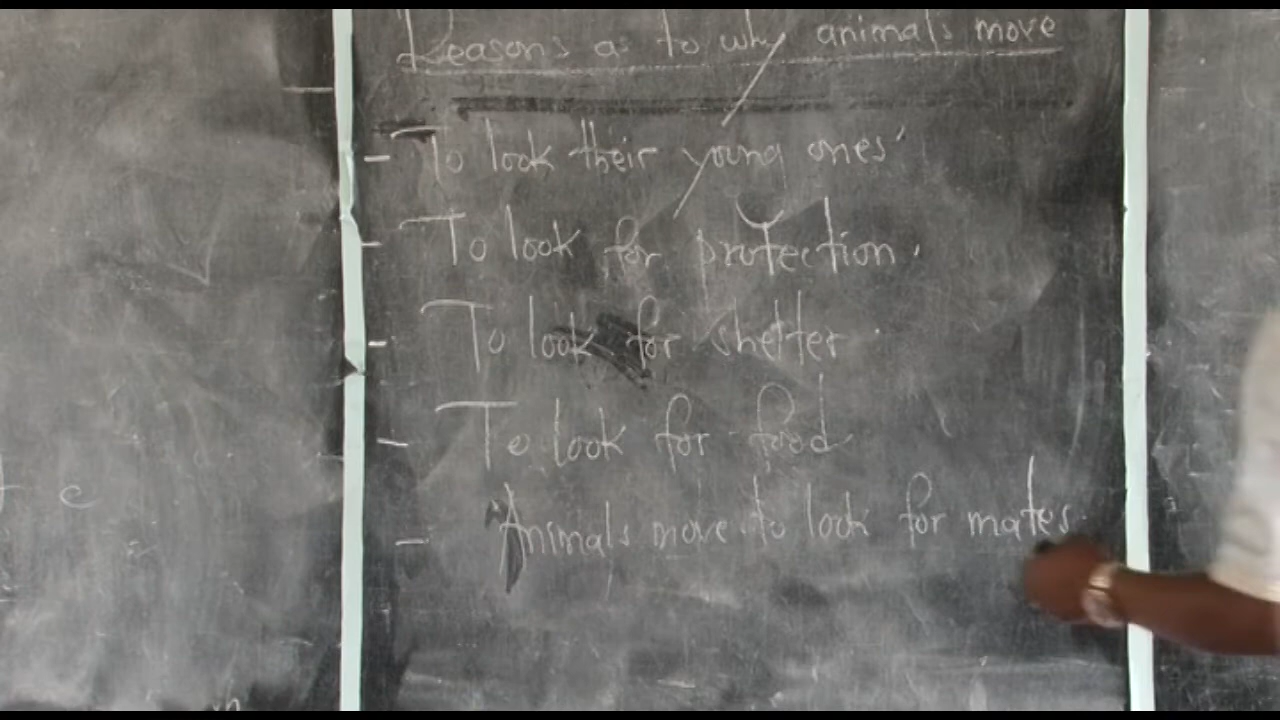 Reasons as to why animals move
- To look their young ones.
- To look for protection.
- To look for shelter
- To look for food
- Animals move to look for mates.